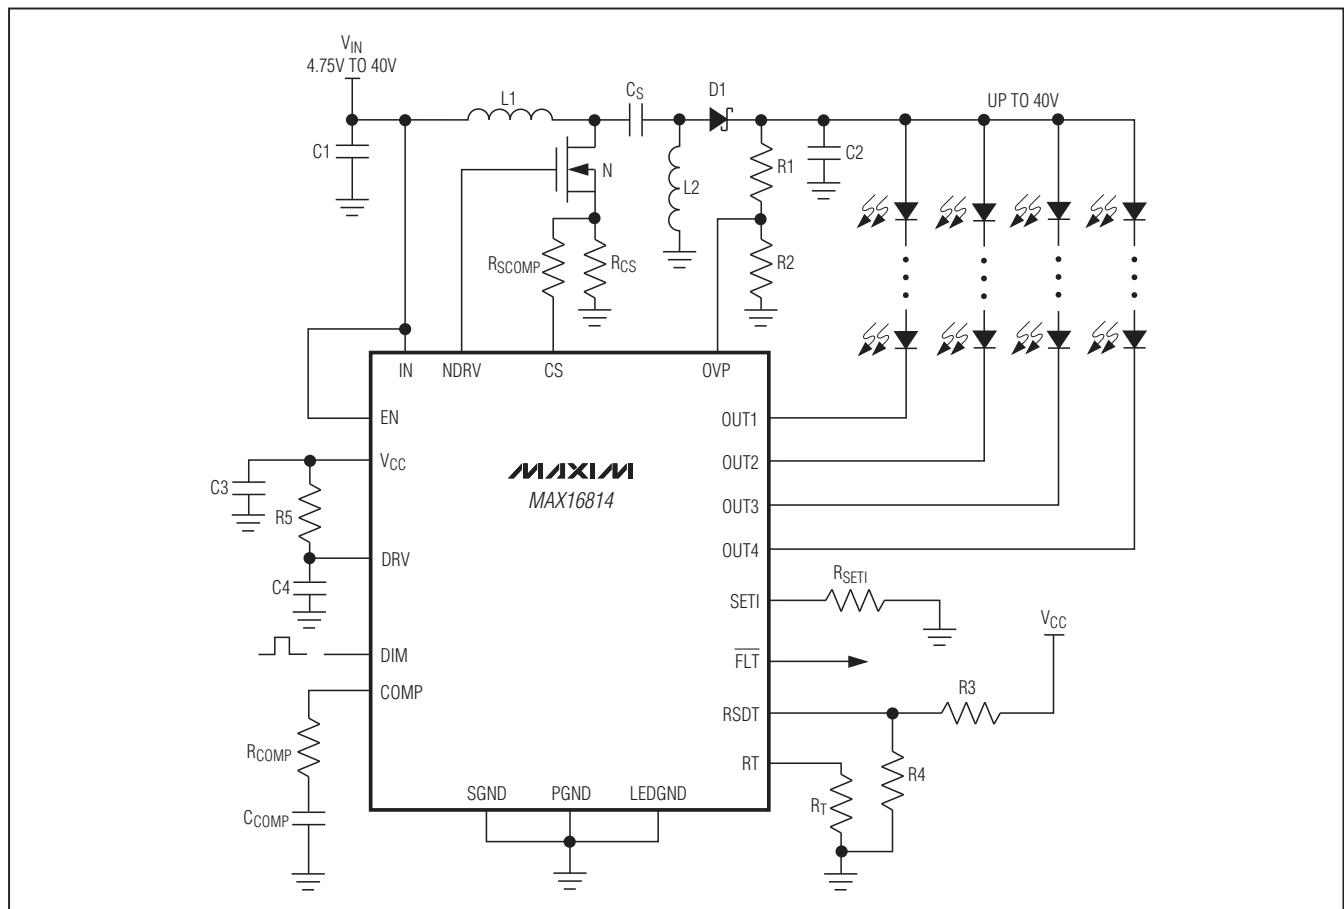 VIN
4.75V TO 40V
L1
CS
D1
UP TO 40V
C1
N
L2
R1
C2
RSCOMP
RCS
R2
IN
NDRV
CS
OVP
EN
OUT1
VCC
OUT2
C3
R5
MAXIM
MAX16814
OUT3
DRV
OUT4
C4
SETI
RSETI
VCC
DIM
FLT
COMP
R3
RSDT
RCOMP
RT
R4
RT
SGND
PGND
LEDGND
CCOMP